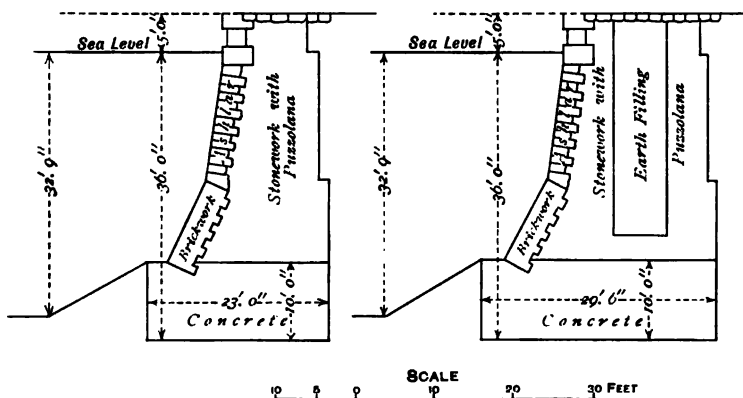 5'.0"
Sea Level
32'.9"
36'.0"
Ashlar
Stonework with
Puzzolana
Brickwork
23'.0"
10'.0"
Concrete
5'.0"
Sea Level
32'.9"
36'.0"
Ashlar
Stonework with
Earth Filling
Puzzolana
Brickwork
29'.6"
10'.0"
Concrete
SCALE
10 5 0 10 20 30 FEET